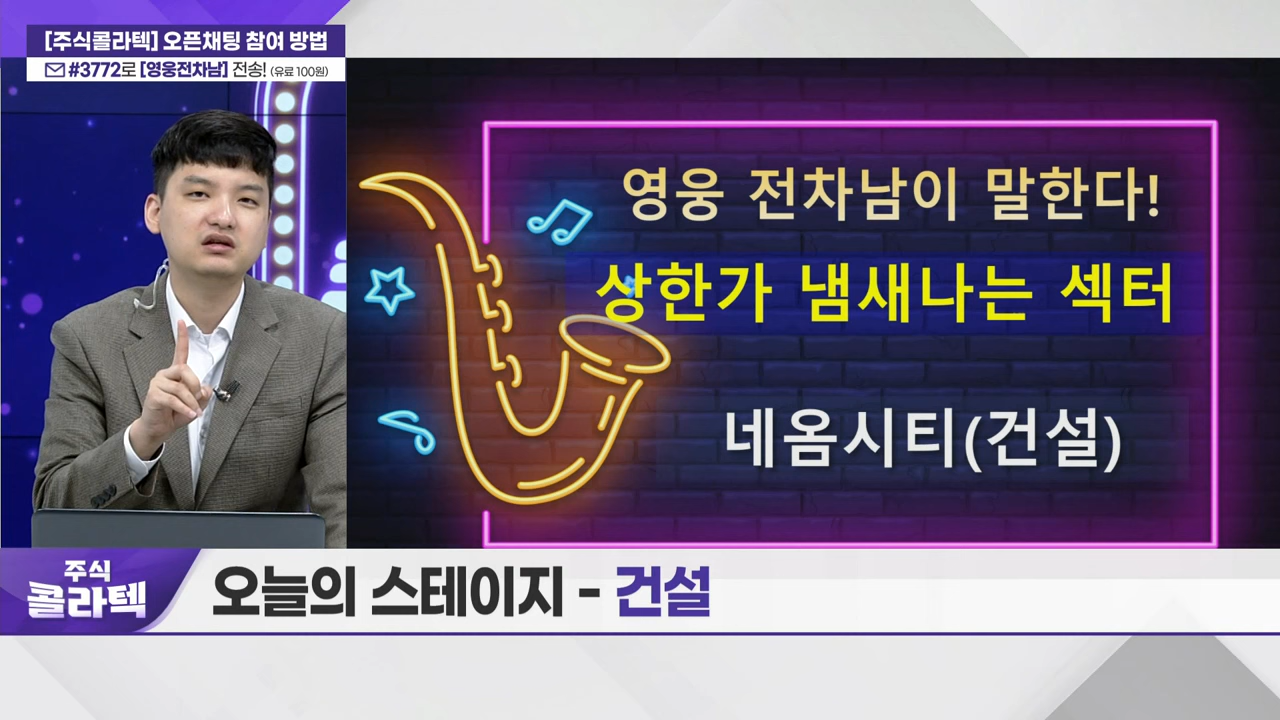 [주식콜라텍] 오픈채팅 참여 방법
#3772로 [영웅전차남] 전송! (유료 100원)
영웅 전차남이 말한다!
상한가 냄새나는 섹터
네옴시티(건설)
주식
콜라텍
오늘의 스테이지 - 건설